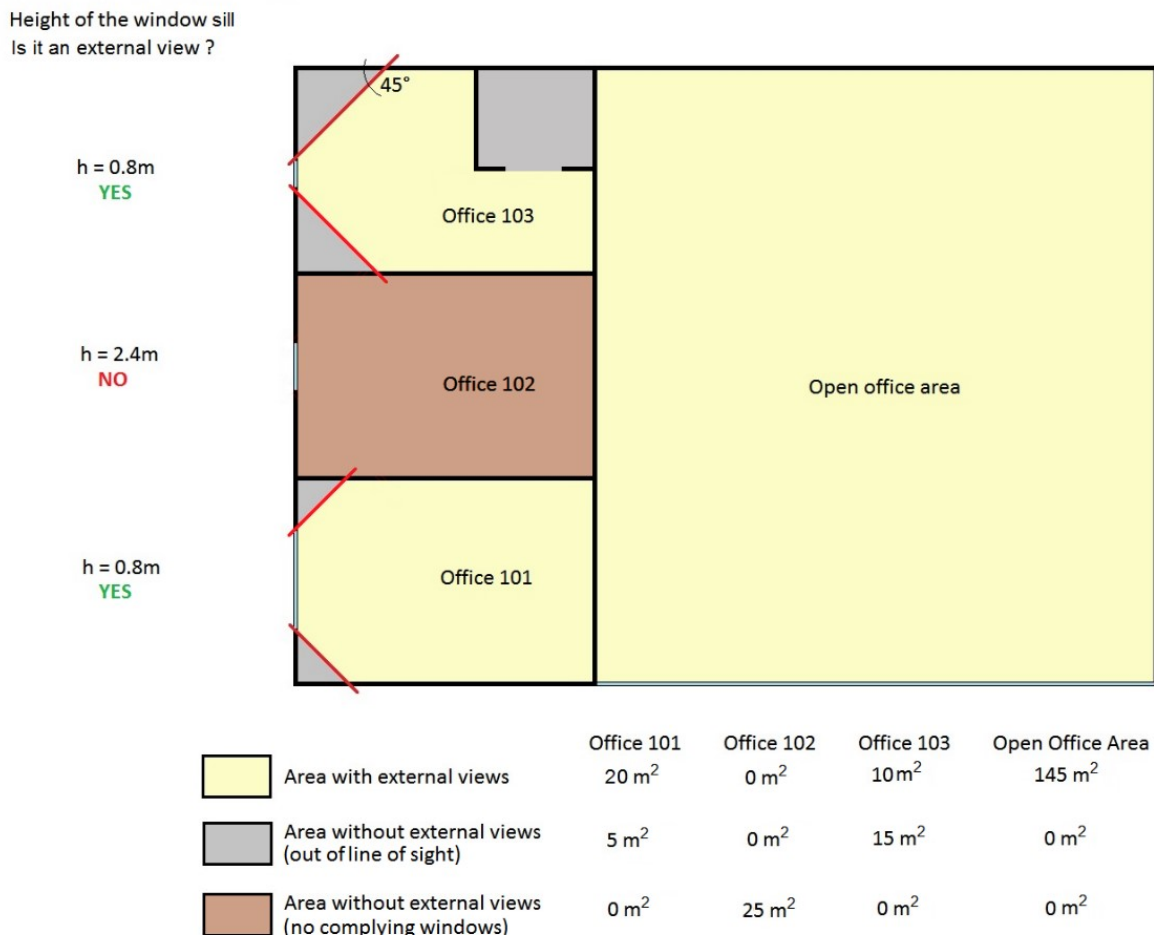 Height of the window sill
Is it an external view ?
45°
h = 0.8m
YES
Office 103
h = 2.4m
NO
Office 102
Open office area
h = 0.8m
YES
Office 101
Office 101 Office 102 Office 103 Open Office Area
Area with external views 20 m² 0 m² 10 m² 145 m²
Area without external views
(out of line of sight) 5 m² 0 m² 15 m² 0 m²
Area without external views
(no complying windows) 0 m² 25 m² 0 m² 0 m²